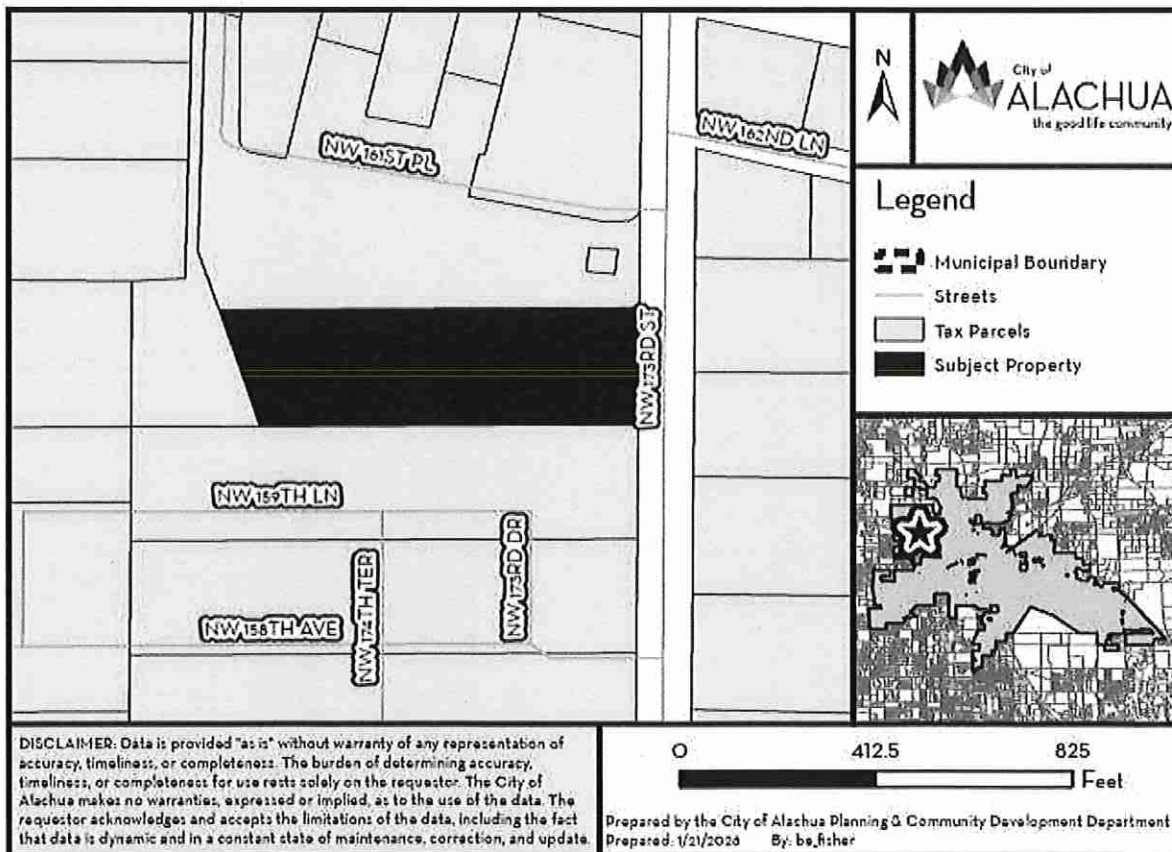 NW 161ST PL
NW 162ND LN
NW 173RD ST
NW 159TH LN
NW 174TH TER
NW 173RD DR
NW 158TH AVE
N
City of
ALACHUA
the good life community
Legend
Municipal Boundary
Streets
Tax Parcels
Subject Property
DISCLAIMER: Data is provided "as is" without warranty of any representation of
accuracy, timeliness, or completeness. The burden of determining accuracy,
timeliness, or completeness for use rests solely on the requestor. The City of
Alachua makes no warranties, expressed or implied, as to the use of the data. The
requestor acknowledges and accepts the limitations of the data, including the fact
that data is dynamic and in a constant state of maintenance, correction, and update.
0 412.5 825
Feet
Prepared by the City of Alachua Planning & Community Development Department
Prepared: 1/21/2026 By: be_fisher